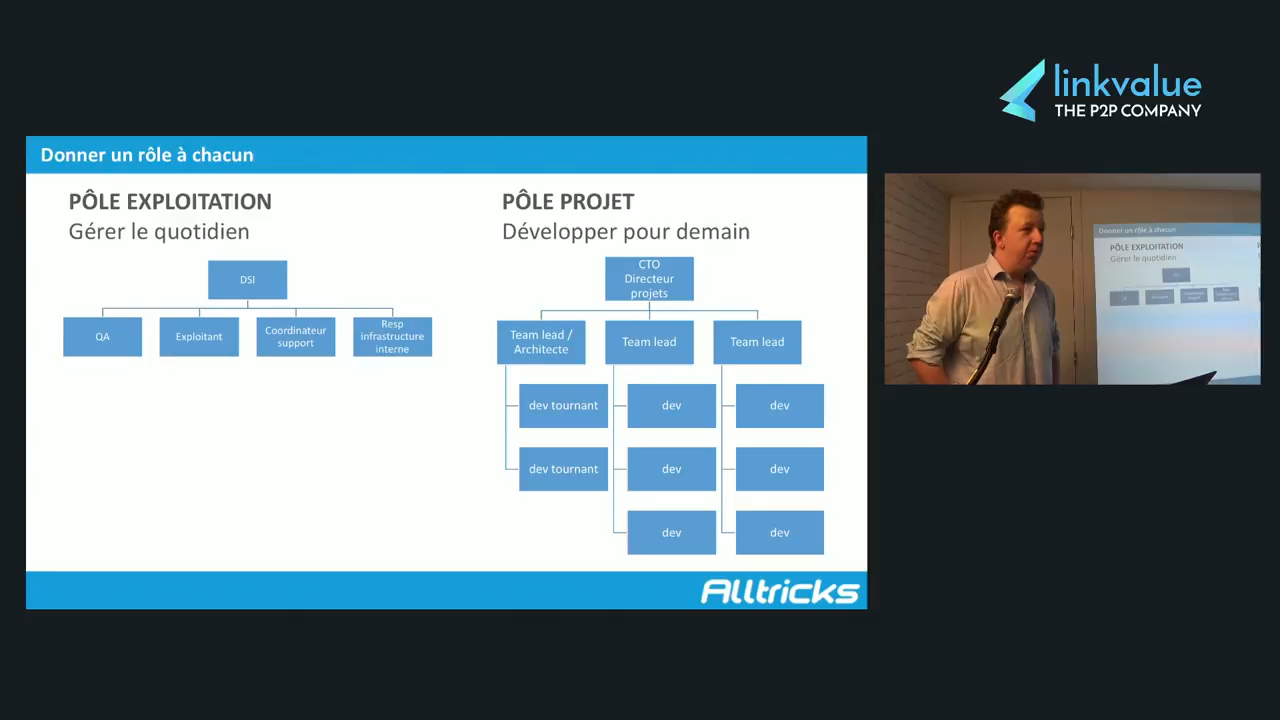 linkvalue
THE P2P COMPANY
Donner un rôle à chacun
PÔLE EXPLOITATION
Gérer le quotidien
DSI
QA
Exploitant
Coordinateur
support
Resp
infrastructure
interne
PÔLE PROJET
Développer pour demain
CTO
Directeur
projets
Team lead /
Architecte
Team lead
Team lead
dev tournant
dev
dev
dev tournant
dev
dev
dev
dev
Alltricks
Donner un rôle à chacun
PÔLE EXPLOITATION
Gérer le quotidien